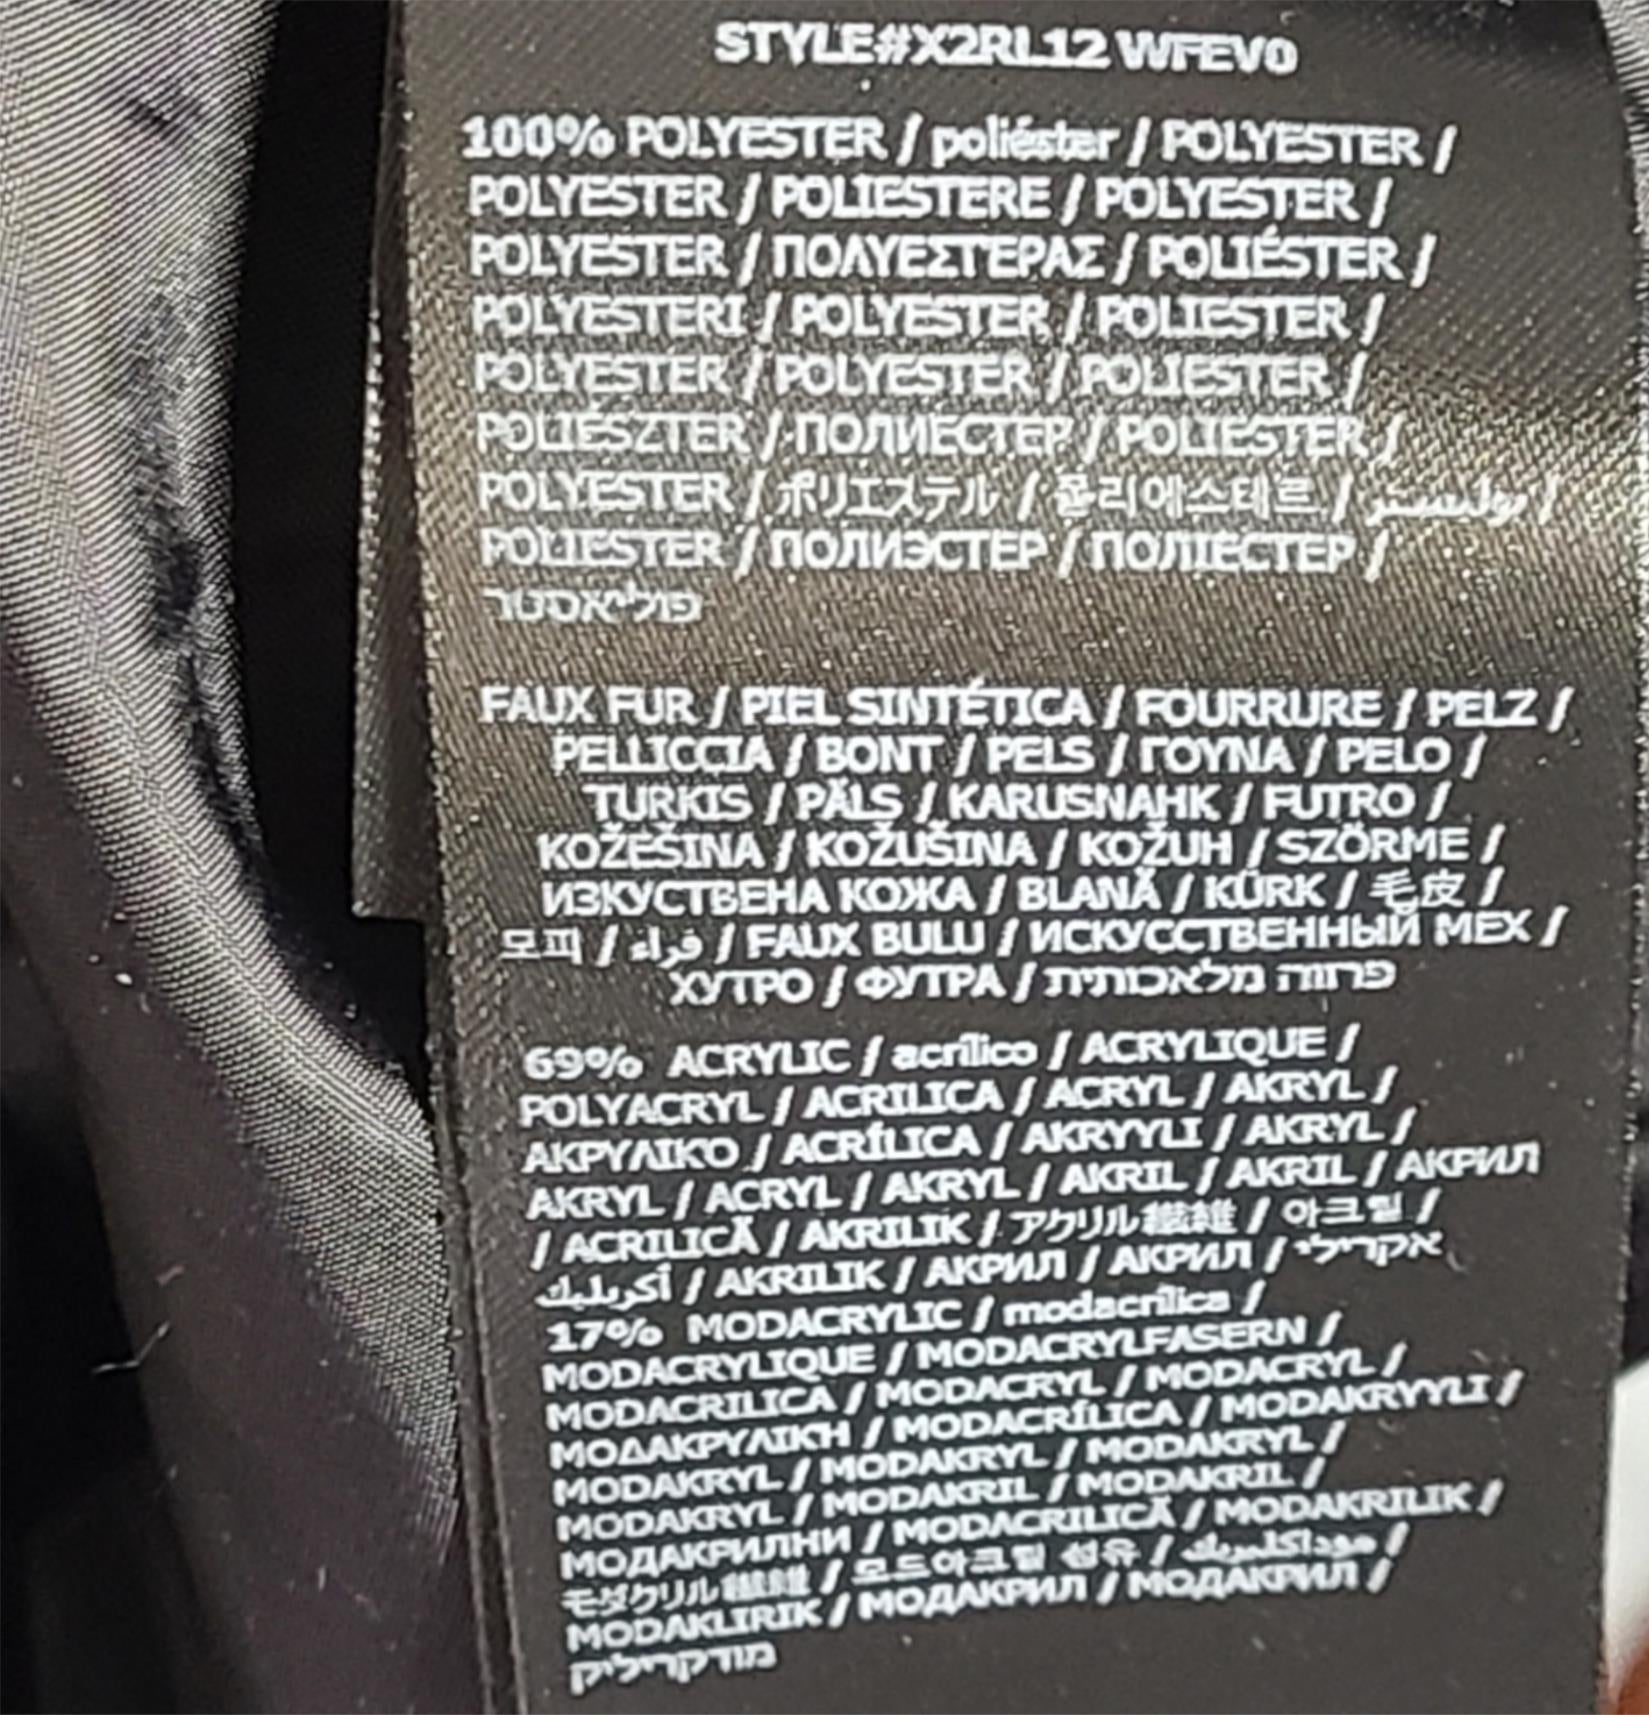 STYLE#X2RL12 WFEV0
100% POLYESTER / poliéster / POLYESTER /
POLYESTER / POLIESTERE / POLYESTER /
POLYESTER / ΠΟΛΥΕΣΤΕΡΑΣ / POLIÉSTER /
POLYESTERI / POLYESTER / POLIESTER /
POLYESTER / POLYESTER / POLIESTER /
POLIÉSZTER / ПОЛИЕСТЕР / POLIESTER /
POLYESTER / ポリエステル / 폴리에스테르 / بوليستر /
POLIESTER / ПОЛИЭСТЕР / ПОЛІЕСТЕР /
פוליאסטר
FAUX FUR / PIEL SINTÉTICA / FOURRURE / PELZ /
PELLICCIA / BONT / PELS / ΓΟΥΝΑ / PELO /
TURKIS / PÄLS / KARUSNAHK / FUTRO /
KOŽEŠINA / KOŽUŠINA / KOŽUH / SZÖRME /
ИЗКУСТВЕНА КОЖА / BLANĂ / KÜRK / 毛皮 /
모피 / فراء / FAUX BULU / ИСКУССТВЕННЫЙ МЕХ /
ХУТРО / ФУТРА / פרווה מלאכותית
69% ACRYLIC / acrílico / ACRYLIQUE /
POLYACRYL / ACRILICA / ACRYL / AKRYL /
ΑΚΡΥΛΙΚΟ / ACRÍLICA / AKRYYLI / AKRYL /
AKRYL / ACRYL / AKRYL / AKRIL / AKRIL / АКРИЛ
/ ACRILICĂ / AKRILIK / アクリル繊維 / 아크릴 /
أكريليك / AKRILIK / АКРИЛ / АКРИЛ / אקרילי
17% MODACRYLIC / modacrílica /
MODACRYLIQUE / MODACRYLFASERN /
MODACRILICA / MODACRYL / MODACRYL /
ΜΟΔΑΚΡΥΛΙΚΗ / MODACRÍLICA / MODAKRYYLI /
MODAKRYL / MODAKRYL / MODAKRYL /
MODAKRYL / MODAKRIL / MODAKRIL /
МОДАКРИЛНИ / MODACRILICĂ / MODAKRILIK /
モダクリル繊維 / 모드아크릴 섬유 / موداكليريك /
MODAKLIRIK / МОДАКРИЛ / МОДАКРИЛ /
מודקריליק